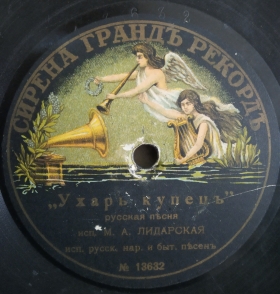 СИРЕНА ГРАНДЪ РЕКОРДЪ
„Ухарь купецъ"
русская пѣсня
исп. М. А. ЛИДАРСКАЯ
исп. русск. нар. и быт. пѣсенъ
№ 13632